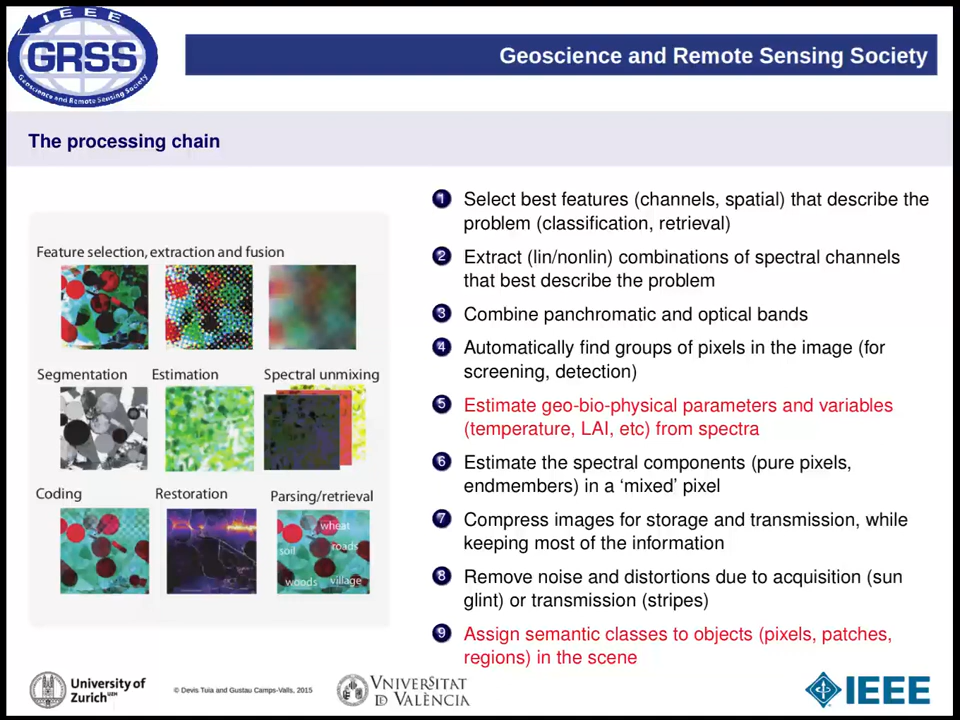 IEEE
GRSS
Geoscience and Remote Sensing Society
Geoscience and Remote Sensing Society
The processing chain
Feature selection, extraction and fusion
Segmentation
Estimation
Spectral unmixing
Coding
Restoration
Parsing/retrieval
wheat
soil
roads
woods
village
1 Select best features (channels, spatial) that describe the
problem (classification, retrieval)
2 Extract (lin/nonlin) combinations of spectral channels
that best describe the problem
3 Combine panchromatic and optical bands
4 Automatically find groups of pixels in the image (for
screening, detection)
5 Estimate geo-bio-physical parameters and variables
(temperature, LAI, etc) from spectra
6 Estimate the spectral components (pure pixels,
endmembers) in a ‘mixed’ pixel
7 Compress images for storage and transmission, while
keeping most of the information
8 Remove noise and distortions due to acquisition (sun
glint) or transmission (stripes)
9 Assign semantic classes to objects (pixels, patches,
regions) in the scene
University of
Zurich UZH
© Devis Tuia and Gustau Camps-Valls, 2015
VNIVERSITAT
D VALÈNCIA
IEEE